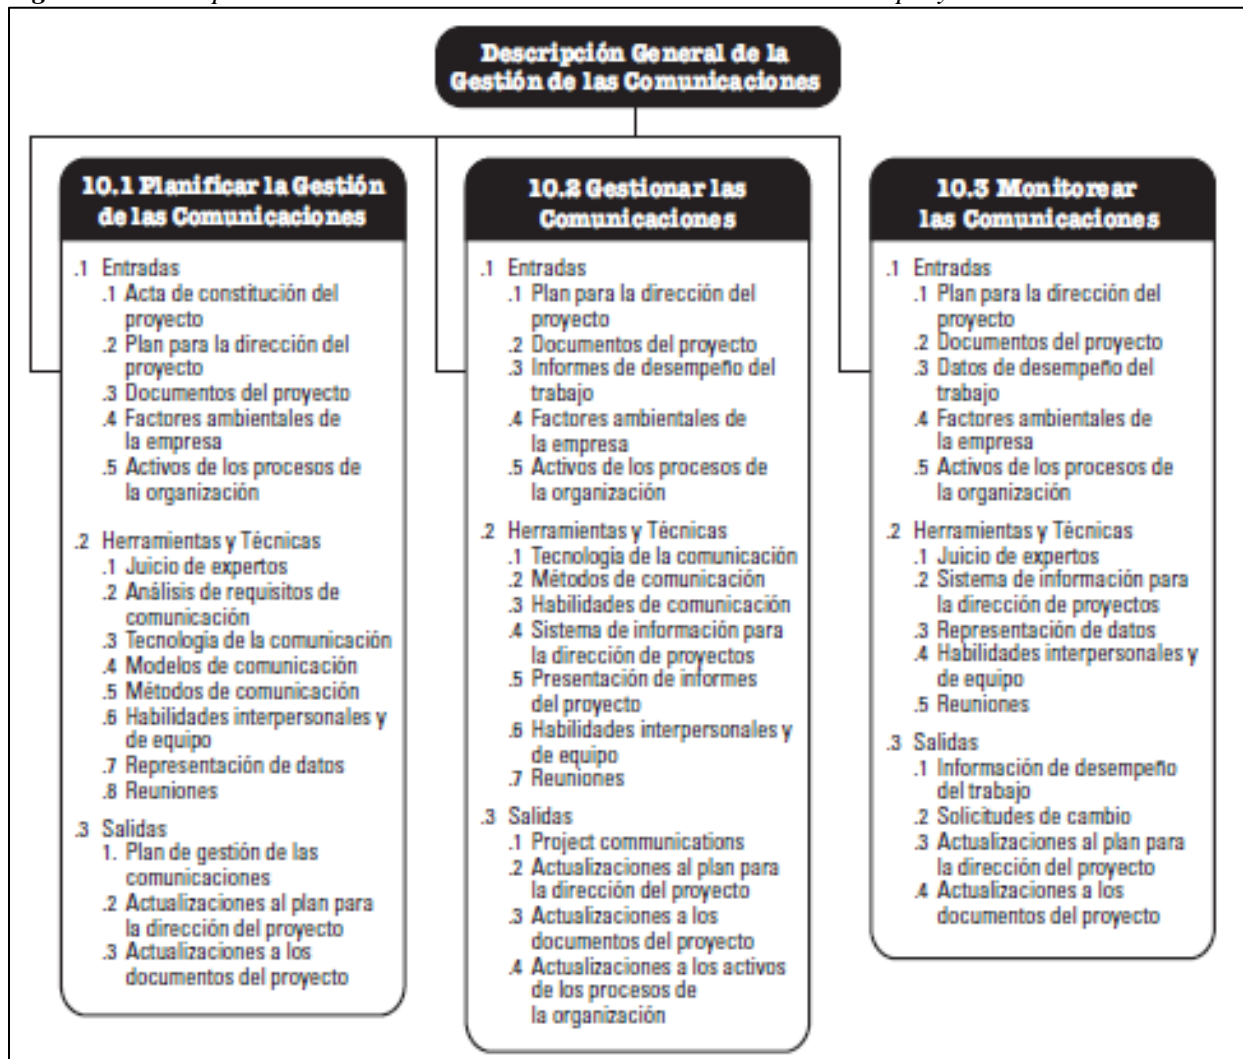 Descripción General de la
Gestión de las Comunicaciones
10.1 Planificar la Gestión
de las Comunicaciones
.1 Entradas
.1 Acta de constitución del
proyecto
.2 Plan para la dirección del
proyecto
.3 Documentos del proyecto
.4 Factores ambientales de
la empresa
.5 Activos de los procesos de
la organización
.2 Herramientas y Técnicas
.1 Juicio de expertos
.2 Análisis de requisitos de
comunicación
.3 Tecnología de la comunicación
.4 Modelos de comunicación
.5 Métodos de comunicación
.6 Habilidades interpersonales y
de equipo
.7 Representación de datos
.8 Reuniones
.3 Salidas
1. Plan de gestión de las
comunicaciones
.2 Actualizaciones al plan para
la dirección del proyecto
.3 Actualizaciones a los
documentos del proyecto
10.2 Gestionar las
Comunicaciones
.1 Entradas
.1 Plan para la dirección del
proyecto
.2 Documentos del proyecto
.3 Informes de desempeño del
trabajo
.4 Factores ambientales de
la empresa
.5 Activos de los procesos de
la organización
.2 Herramientas y Técnicas
.1 Tecnología de la comunicación
.2 Métodos de comunicación
.3 Habilidades de comunicación
.4 Sistema de información para
la dirección de proyectos
.5 Presentación de informes
del proyecto
.6 Habilidades interpersonales y
de equipo
.7 Reuniones
.3 Salidas
.1 Project communications
.2 Actualizaciones al plan para
la dirección del proyecto
.3 Actualizaciones a los
documentos del proyecto
.4 Actualizaciones a los activos
de los procesos de
la organización
10.3 Monitorear
las Comunicaciones
.1 Entradas
.1 Plan para la dirección del
proyecto
.2 Documentos del proyecto
.3 Datos de desempeño del
trabajo
.4 Factores ambientales de
la empresa
.5 Activos de los procesos de
la organización
.2 Herramientas y Técnicas
.1 Juicio de expertos
.2 Sistema de información para
la dirección de proyectos
.3 Representación de datos
.4 Habilidades interpersonales y
de equipo
.5 Reuniones
.3 Salidas
.1 Información de desempeño
del trabajo
.2 Solicitudes de cambio
.3 Actualizaciones al plan para
la dirección del proyecto
.4 Actualizaciones a los
documentos del proyecto